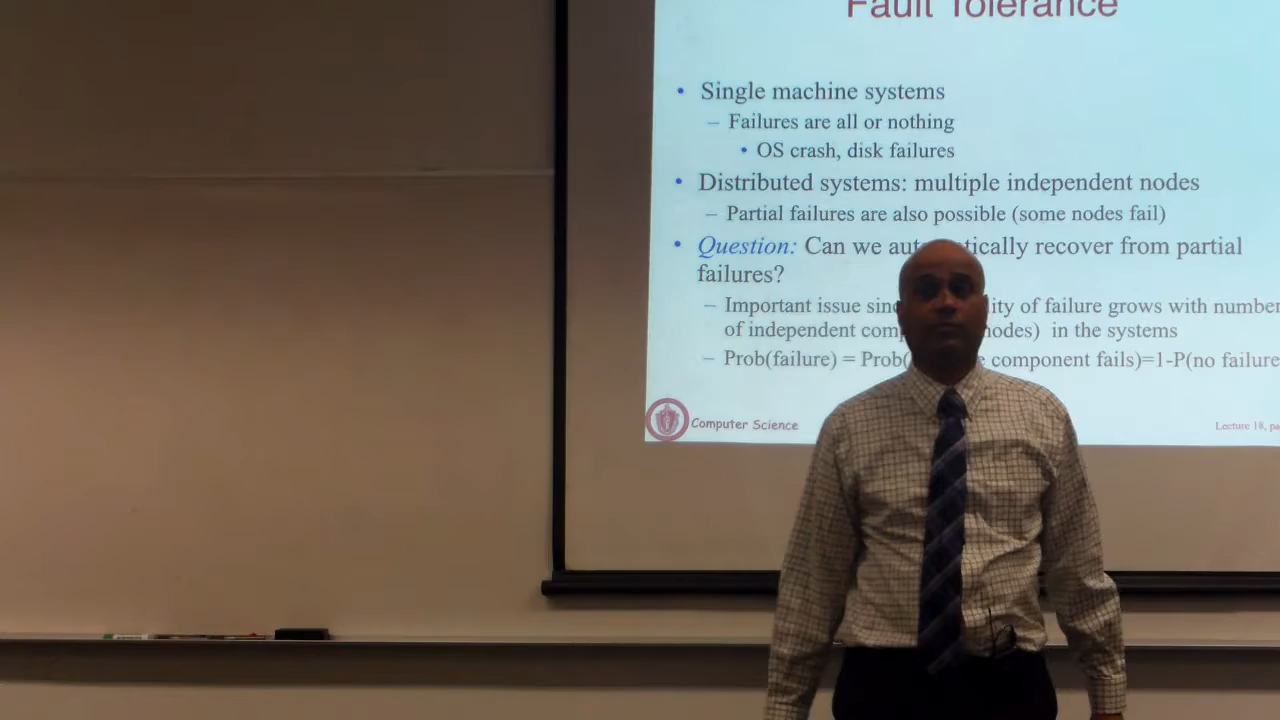 Fault Tolerance
• Single machine systems
– Failures are all or nothing
• OS crash, disk failures
• Distributed systems: multiple independent nodes
– Partial failures are also possible (some nodes fail)
• Question: Can we aut tically recover from partial
failures?
– Important issue sinc ity of failure grows with number
of independent comp nodes) in the systems
– Prob(failure) = Prob( component fails)=1-P(no failure
Computer Science
Lecture 18, pa